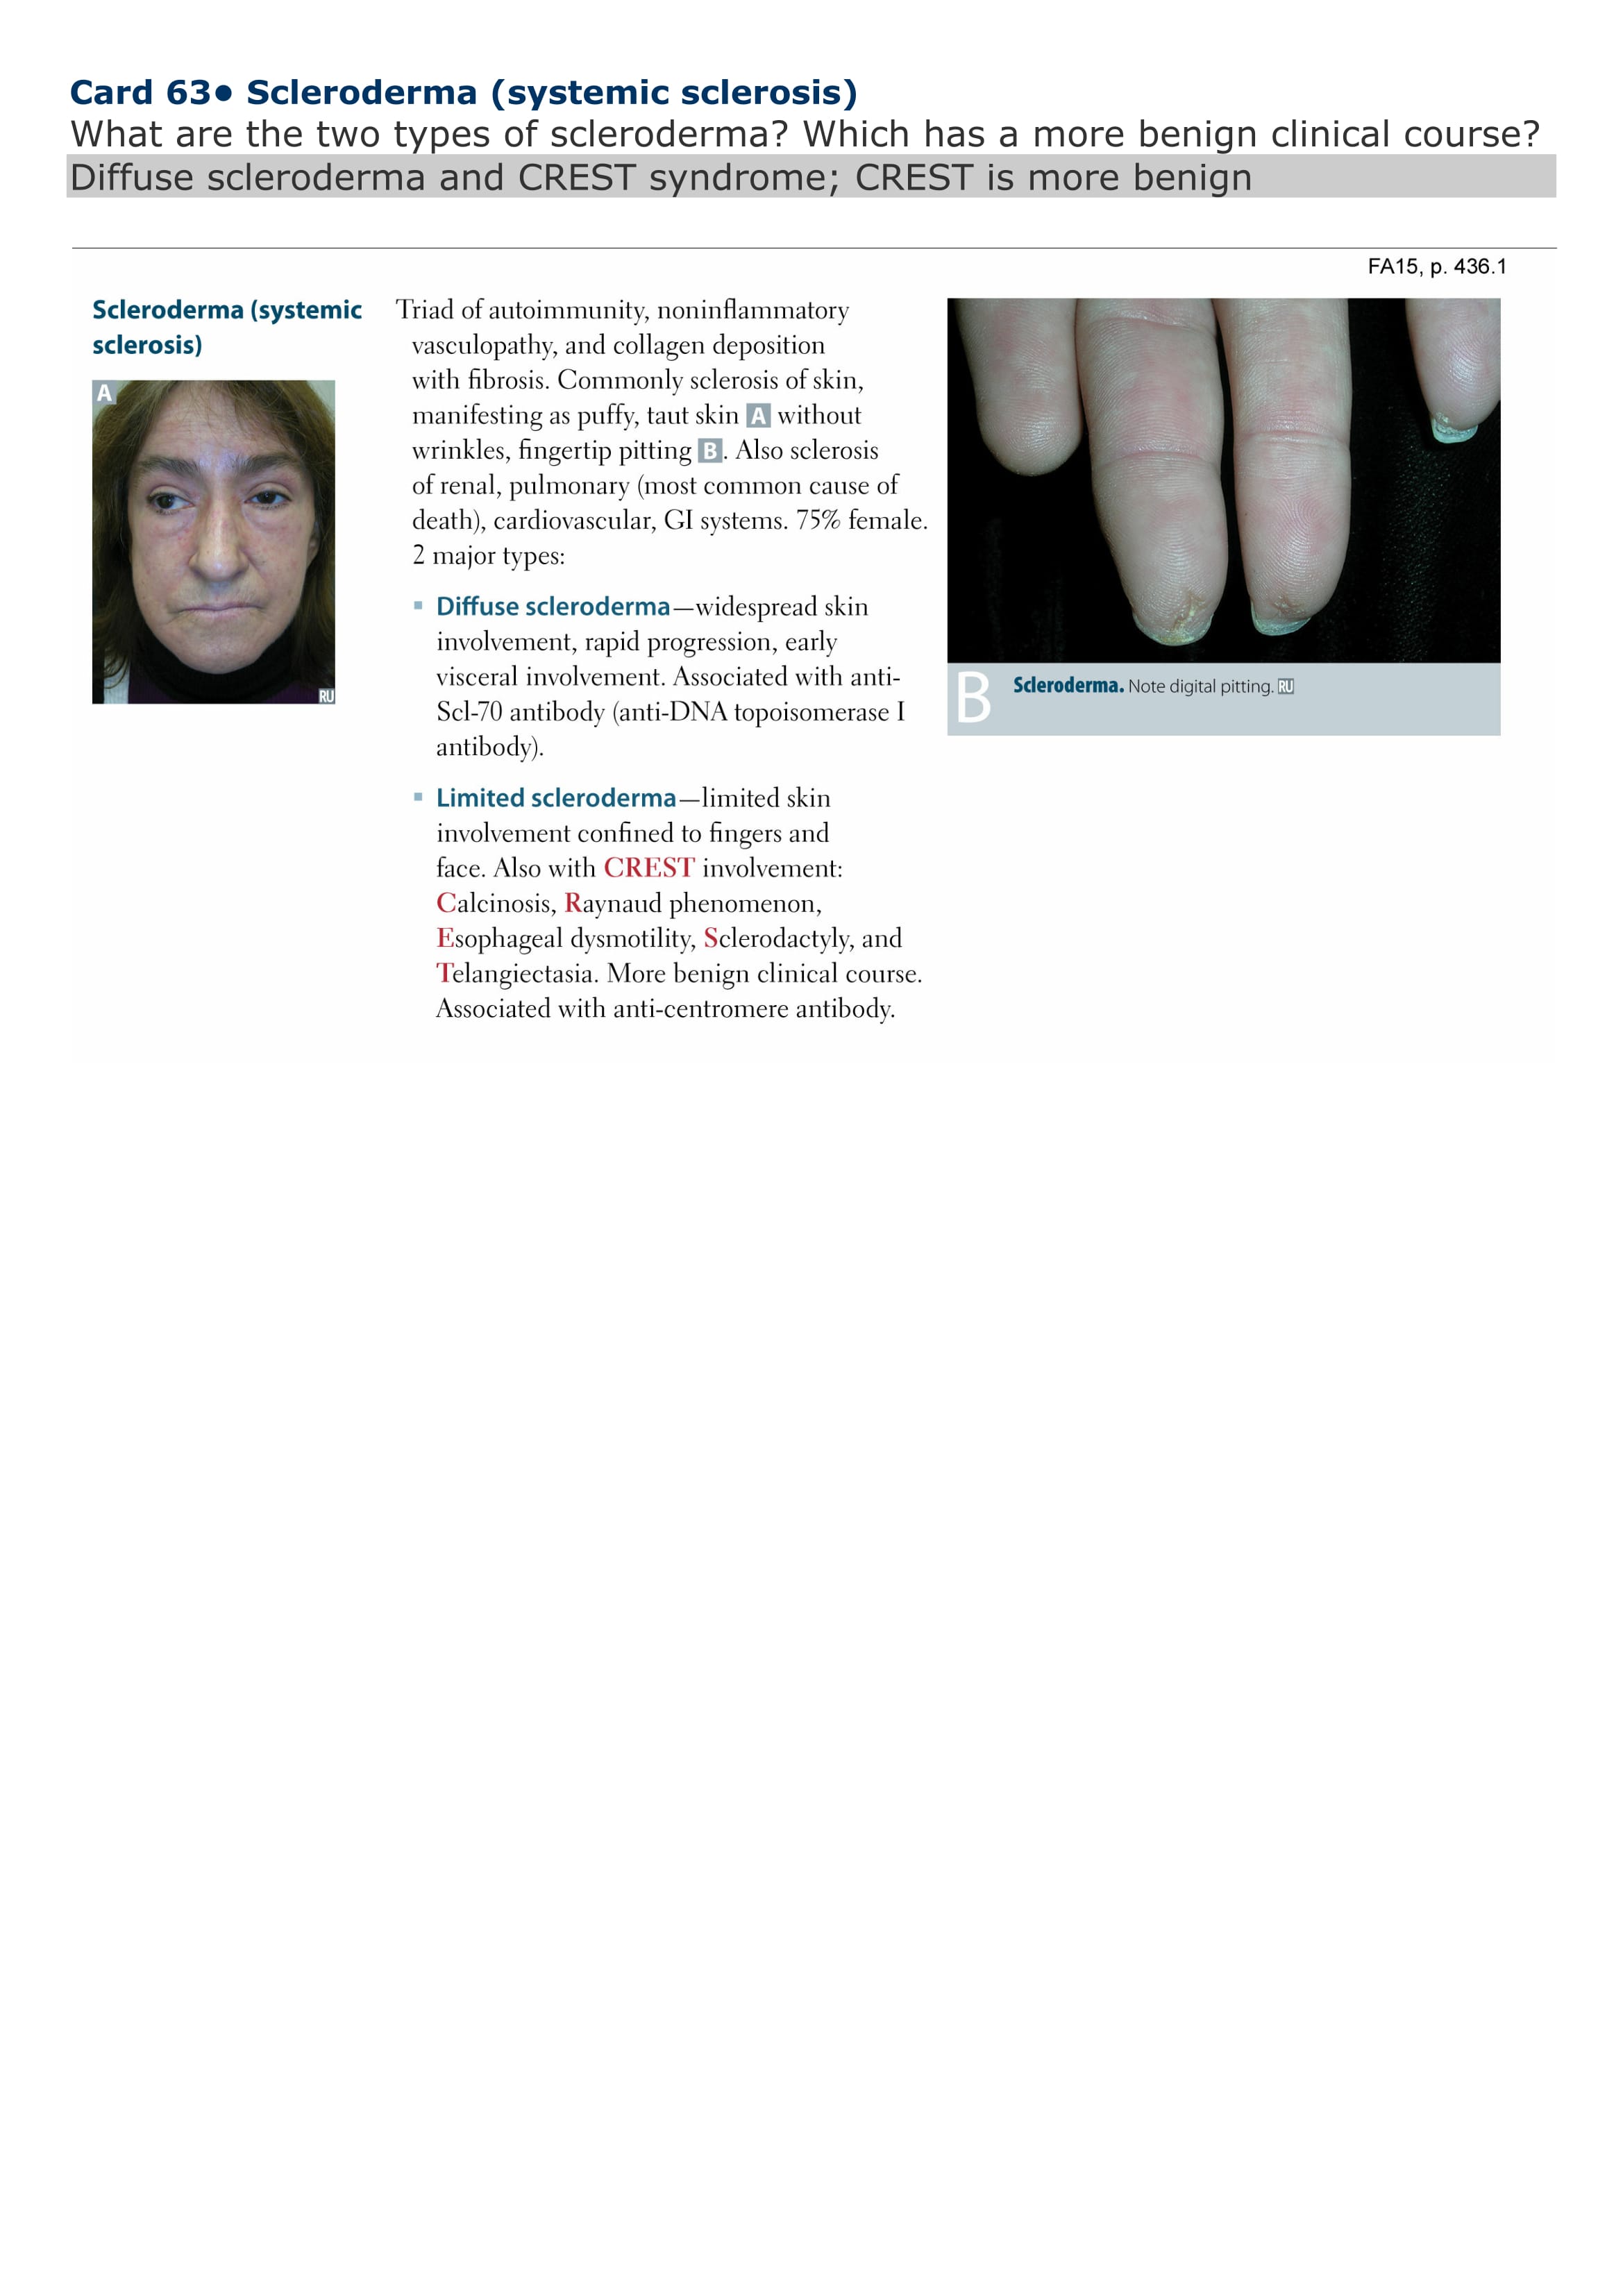 Card 63● Scleroderma (systemic sclerosis)
What are the two types of scleroderma? Which has a more benign clinical course?
Diffuse scleroderma and CREST syndrome; CREST is more benign
FA15, p. 436.1
Scleroderma (systemic
sclerosis)
A
RU
Triad of autoimmunity, noninflammatory
vasculopathy, and collagen deposition
with fibrosis. Commonly sclerosis of skin,
manifesting as puffy, taut skin A without
wrinkles, fingertip pitting B. Also sclerosis
of renal, pulmonary (most common cause of
death), cardiovascular, GI systems. 75% female.
2 major types:
▪ Diffuse scleroderma—widespread skin
involvement, rapid progression, early
visceral involvement. Associated with anti-
Scl-70 antibody (anti-DNA topoisomerase I
antibody).
▪ Limited scleroderma—limited skin
involvement confined to fingers and
face. Also with CREST involvement:
Calcinosis, Raynaud phenomenon,
Esophageal dysmotility, Sclerodactyly, and
Telangiectasia. More benign clinical course.
Associated with anti-centromere antibody.
B Scleroderma. Note digital pitting. RU